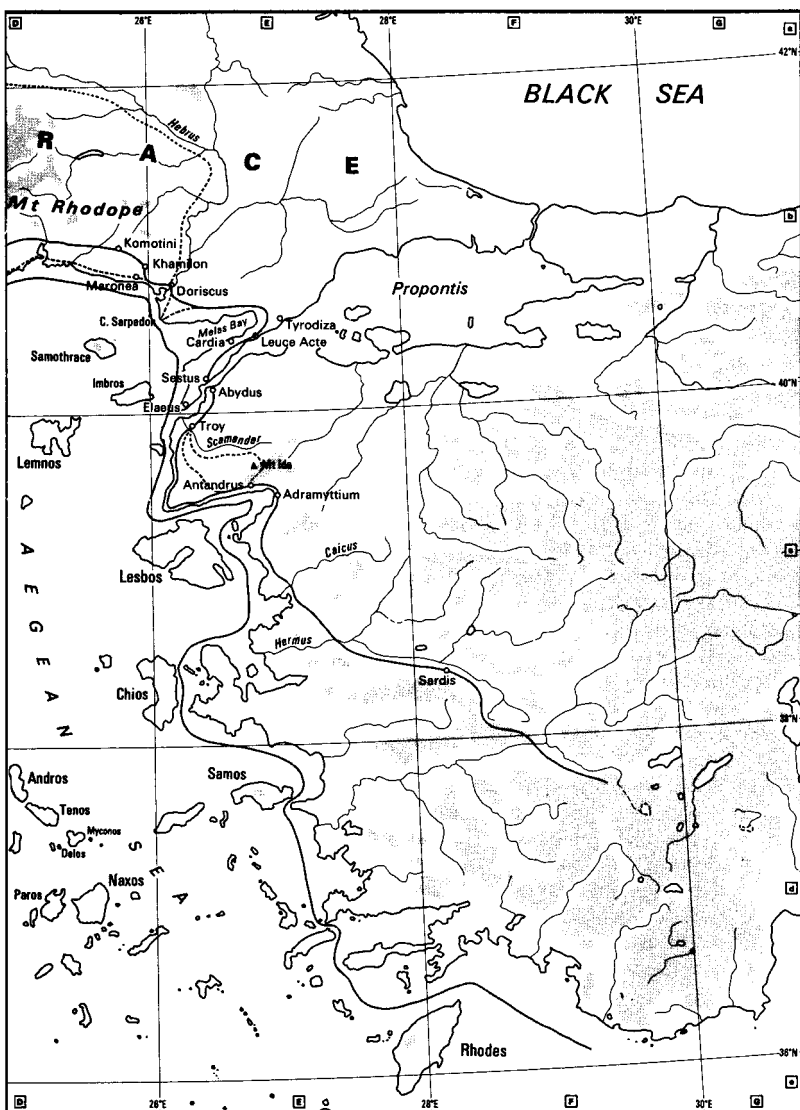 D 26°E E 28°E F 30°E G a
42°N
BLACK SEA
Hebrus
R A C E
Mt Rhodope
b
Komotini
Khamilon
Maronea
Doriscus
Propontis
C. Sarpedon
Melas Bay
Tyrodiza
Cardia
Leuce Acte
Samothrace
Sestus
Imbros
Abydus
40°N
Elaeus
Troy
Scamander
Lemnos
Mt Ida
Antandrus
Adramyttium
Caicus
Lesbos
AEGEAN
Hermus
Sardis
Chios
38°N
Andros
Samos
Tenos
Myconos
Delos
SEA
Naxos
Paros
d
Rhodes
36°N
D 26°E E 28°E F 30°E G